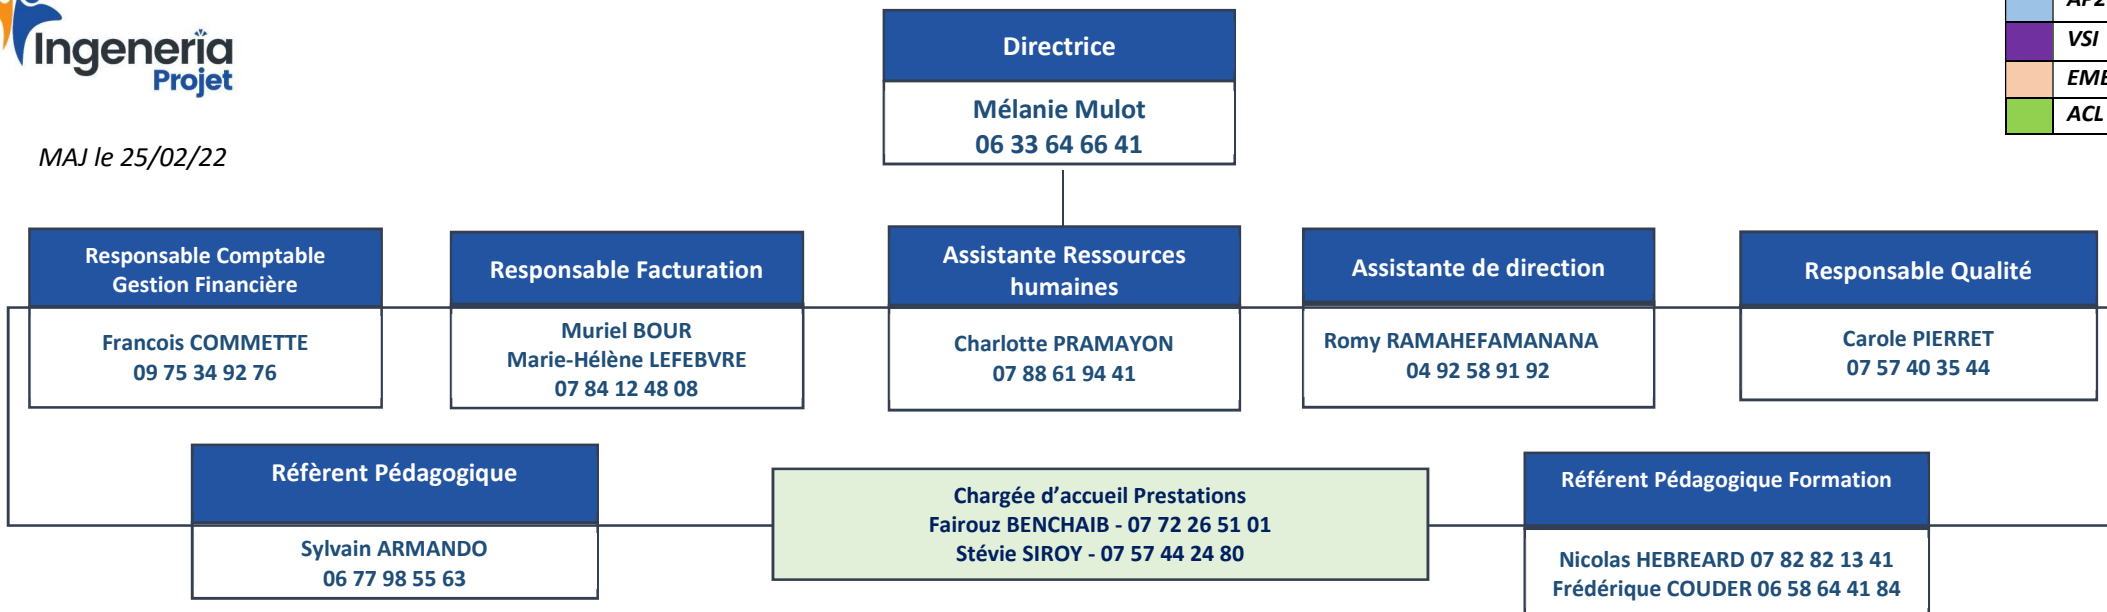 Ingeneria
Projet
MAJ le 25/02/22
Directrice
Mélanie Mulot
06 33 64 66 41
VSI
ACL
Responsable Comptable
Gestion Financière
Francois COMMETTE
09 75 34 92 76
Responsable Facturation
Muriel BOUR
Marie-Hélène LEFEBVRE
07 84 12 48 08
Assistante Ressources
humaines
Charlotte PRAMAYON
07 88 61 94 41
Assistante de direction
Romy RAMAHEFAMANANA
04 92 58 91 92
Responsable Qualité
Carole PIERRET
07 57 40 35 44
Réfèrent Pédagogique
Sylvain ARMANDO
06 77 98 55 63
Chargée d’accueil Prestations
Fairouz BENCHAIB - 07 72 26 51 01
Stévie SIROY - 07 57 44 24 80
Référent Pédagogique Formation
Nicolas HEBREARD 07 82 82 13 41
Frédérique COUDER 06 58 64 41 84